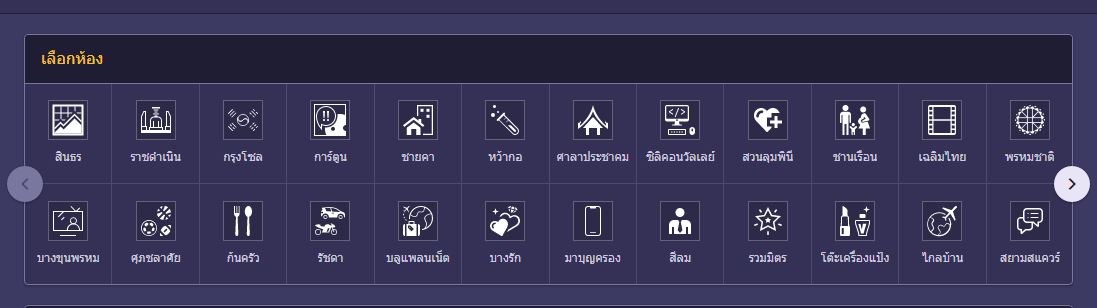 เลือกห้อง
สินธร ราชดำเนิน กรุงโซล การ์ตูน ชายคา หว้ากอ ศาลาประชาคม ซิลิคอนวัลเลย์ สวนลุมพินี ชานเรือน เฉลิมไทย พรหมชาติ
บางขุนพรหม ศุภชลาศัย ก้นครัว รัชดา บลูแพลนเน็ต บางรัก มาบุญครอง สีลม รวมมิตร โต๊ะเครื่องแป้ง ไกลบ้าน สยามสแควร์